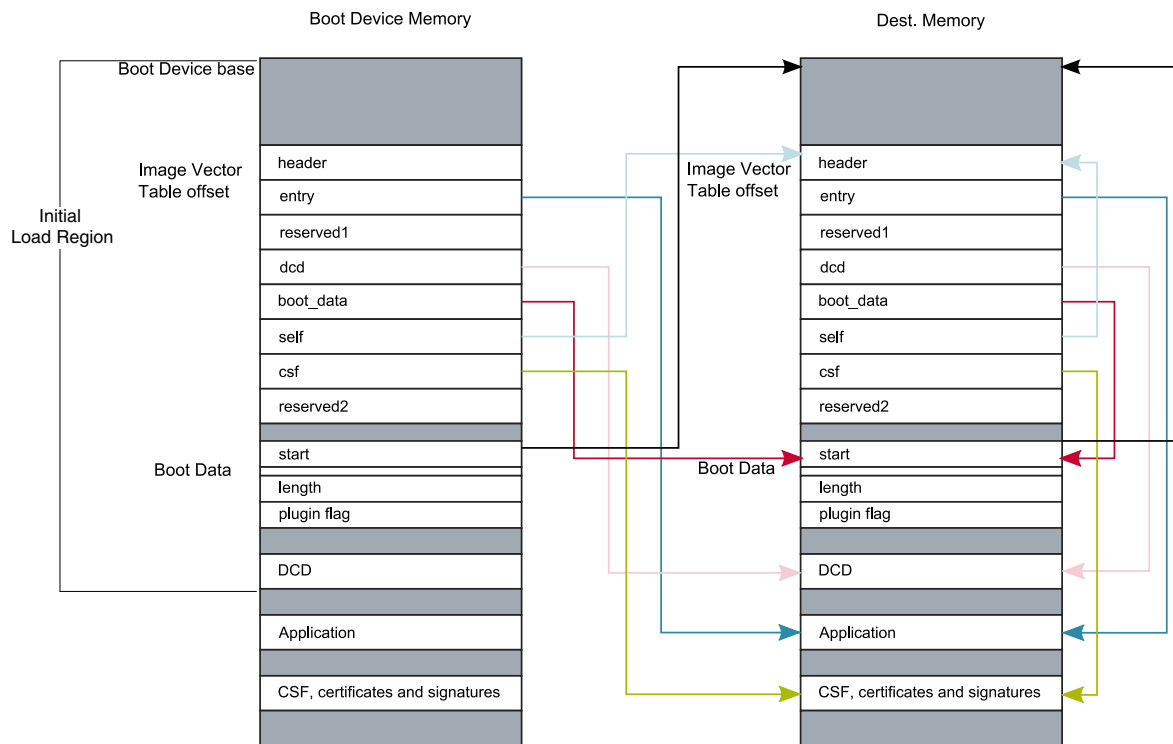 Boot Device Memory
Dest. Memory
Boot Device base
Image Vector
Table offset
Initial
Load Region
header
entry
reserved1
dcd
boot_data
self
csf
reserved2
Boot Data
start
length
plugin flag
DCD
Application
CSF, certificates and signatures
Image Vector
Table offset
header
entry
reserved1
dcd
boot_data
self
csf
reserved2
Boot Data
start
length
plugin flag
DCD
Application
CSF, certificates and signatures